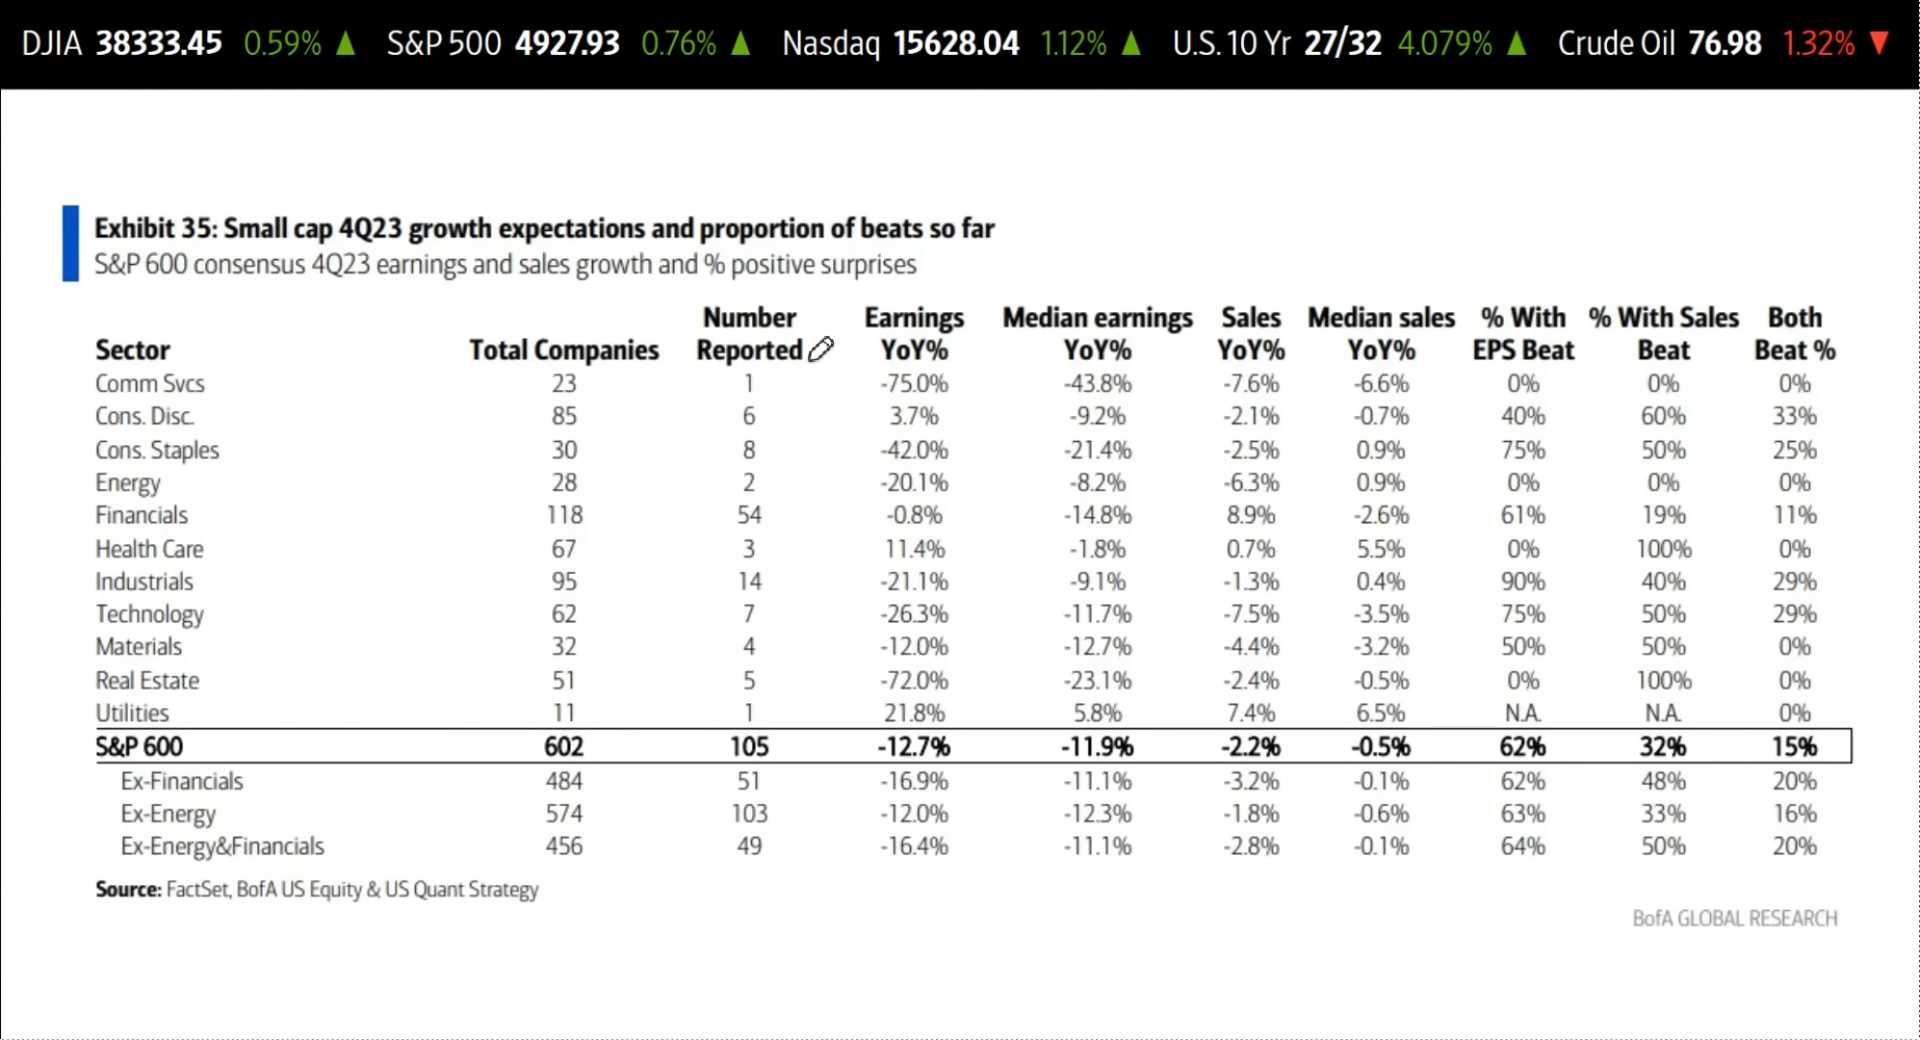 DJIA 38333.45 0.59% ▲ S&P 500 4927.93 0.76% ▲ Nasdaq 15628.04 1.12% ▲ U.S. 10 Yr 27/32 4.079% ▲ Crude Oil 76.98 1.32% ▼
Exhibit 35: Small cap 4Q23 growth expectations and proportion of beats so far
S&P 600 consensus 4Q23 earnings and sales growth and % positive surprises
Number Earnings Median earnings Sales Median sales % With % With Sales Both
Sector Total Companies Reported YoY% YoY% YoY% YoY% EPS Beat Beat Beat %
Comm Svcs 23 1 -75.0% -43.8% -7.6% -6.6% 0% 0% 0%
Cons. Disc. 85 6 3.7% -9.2% -2.1% -0.7% 40% 60% 33%
Cons. Staples 30 8 -42.0% -21.4% -2.5% 0.9% 75% 50% 25%
Energy 28 2 -20.1% -8.2% -6.3% 0.9% 0% 0% 0%
Financials 118 54 -0.8% -14.8% 8.9% -2.6% 61% 19% 11%
Health Care 67 3 11.4% -1.8% 0.7% 5.5% 0% 100% 0%
Industrials 95 14 -21.1% -9.1% -1.3% 0.4% 90% 40% 29%
Technology 62 7 -26.3% -11.7% -7.5% -3.5% 75% 50% 29%
Materials 32 4 -12.0% -12.7% -4.4% -3.2% 50% 50% 0%
Real Estate 51 5 -72.0% -23.1% -2.4% -0.5% 0% 100% 0%
Utilities 11 1 21.8% 5.8% 7.4% 6.5% N.A. N.A. 0%
S&P 600 602 105 -12.7% -11.9% -2.2% -0.5% 62% 32% 15%
Ex-Financials 484 51 -16.9% -11.1% -3.2% -0.1% 62% 48% 20%
Ex-Energy 574 103 -12.0% -12.3% -1.8% -0.6% 63% 33% 16%
Ex-Energy&Financials 456 49 -16.4% -11.1% -2.8% -0.1% 64% 50% 20%
Source: FactSet, BofA US Equity & US Quant Strategy
BofA GLOBAL RESEARCH